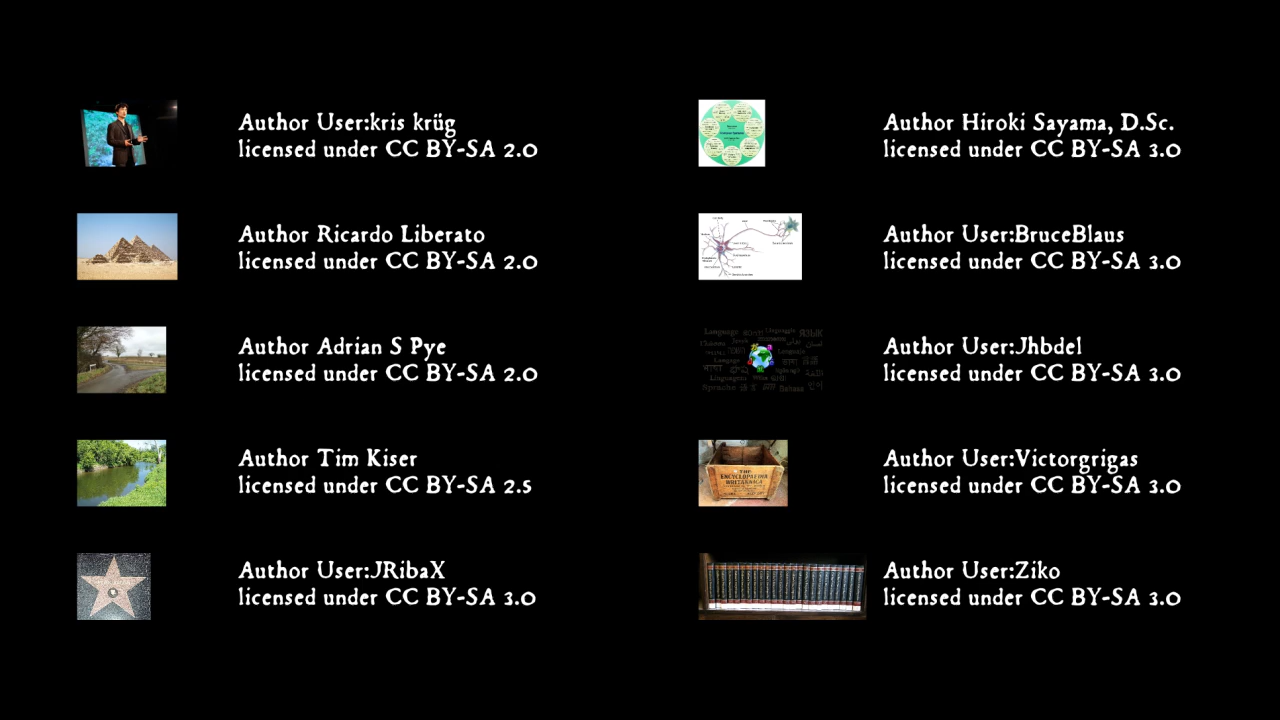 Author User:kris krüg
licensed under CC BY-SA 2.0
Author Ricardo Liberato
licensed under CC BY-SA 2.0
Author Adrian S Pye
licensed under CC BY-SA 2.0
Author Tim Kiser
licensed under CC BY-SA 2.5
Author User:JRibaX
licensed under CC BY-SA 3.0
Author Hiroki Sayama, D.Sc.
licensed under CC BY-SA 3.0
Author User:BruceBlaus
licensed under CC BY-SA 3.0
Author User:Jhbdel
licensed under CC BY-SA 3.0
Author User:Victorgrigas
licensed under CC BY-SA 3.0
THE
ENCYCLOPAEDIA
BRITANNICA
Author User:Ziko
licensed under CC BY-SA 3.0